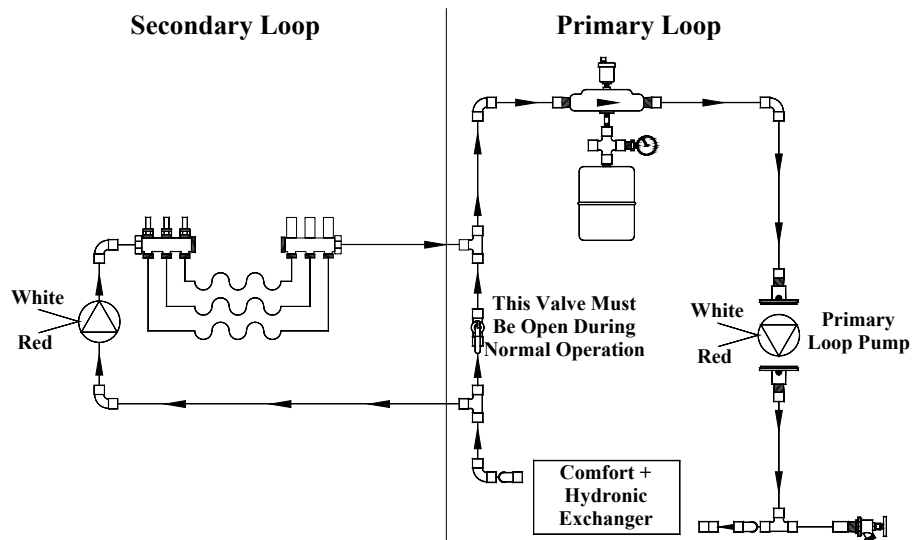 Secondary Loop
Primary Loop
White
Red
This Valve Must
Be Open During
Normal Operation
White
Red
Primary
Loop Pump
Comfort +
Hydronic
Exchanger